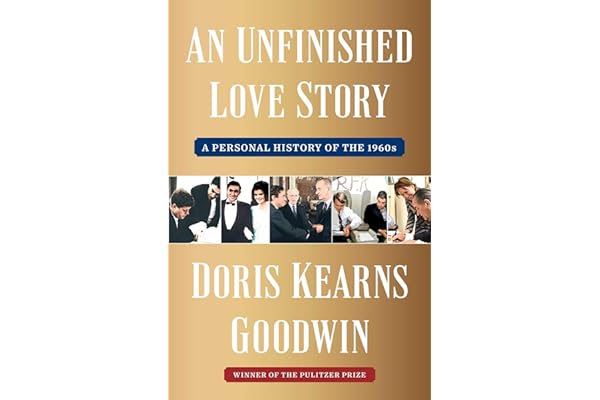 AN UNFINISHED
LOVE STORY
A PERSONAL HISTORY OF THE 1960s
DORIS KEARNS
GOODWIN
WINNER OF THE PULITZER PRIZE